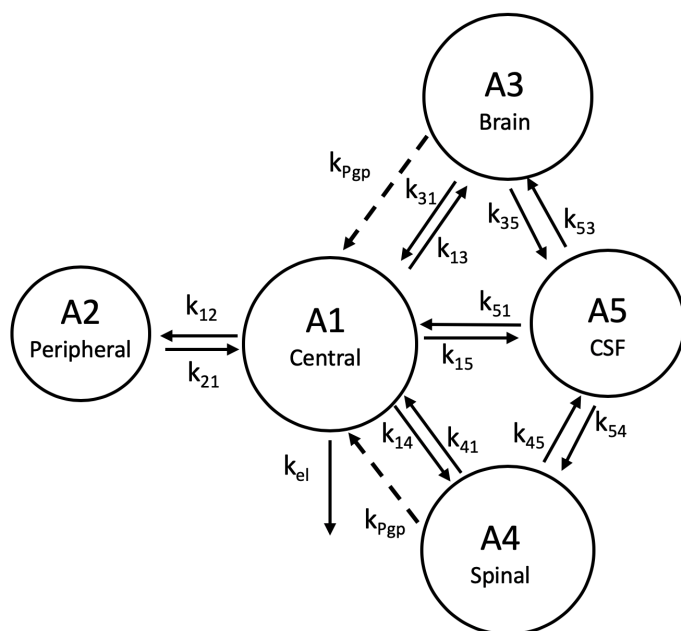 A3
Brain
kPgp
k31
k13
k35
k53
A2
Peripheral
k12
k21
A1
Central
k51
k15
A5
CSF
kel
k14
k41
kPgp
k45
k54
A4
Spinal